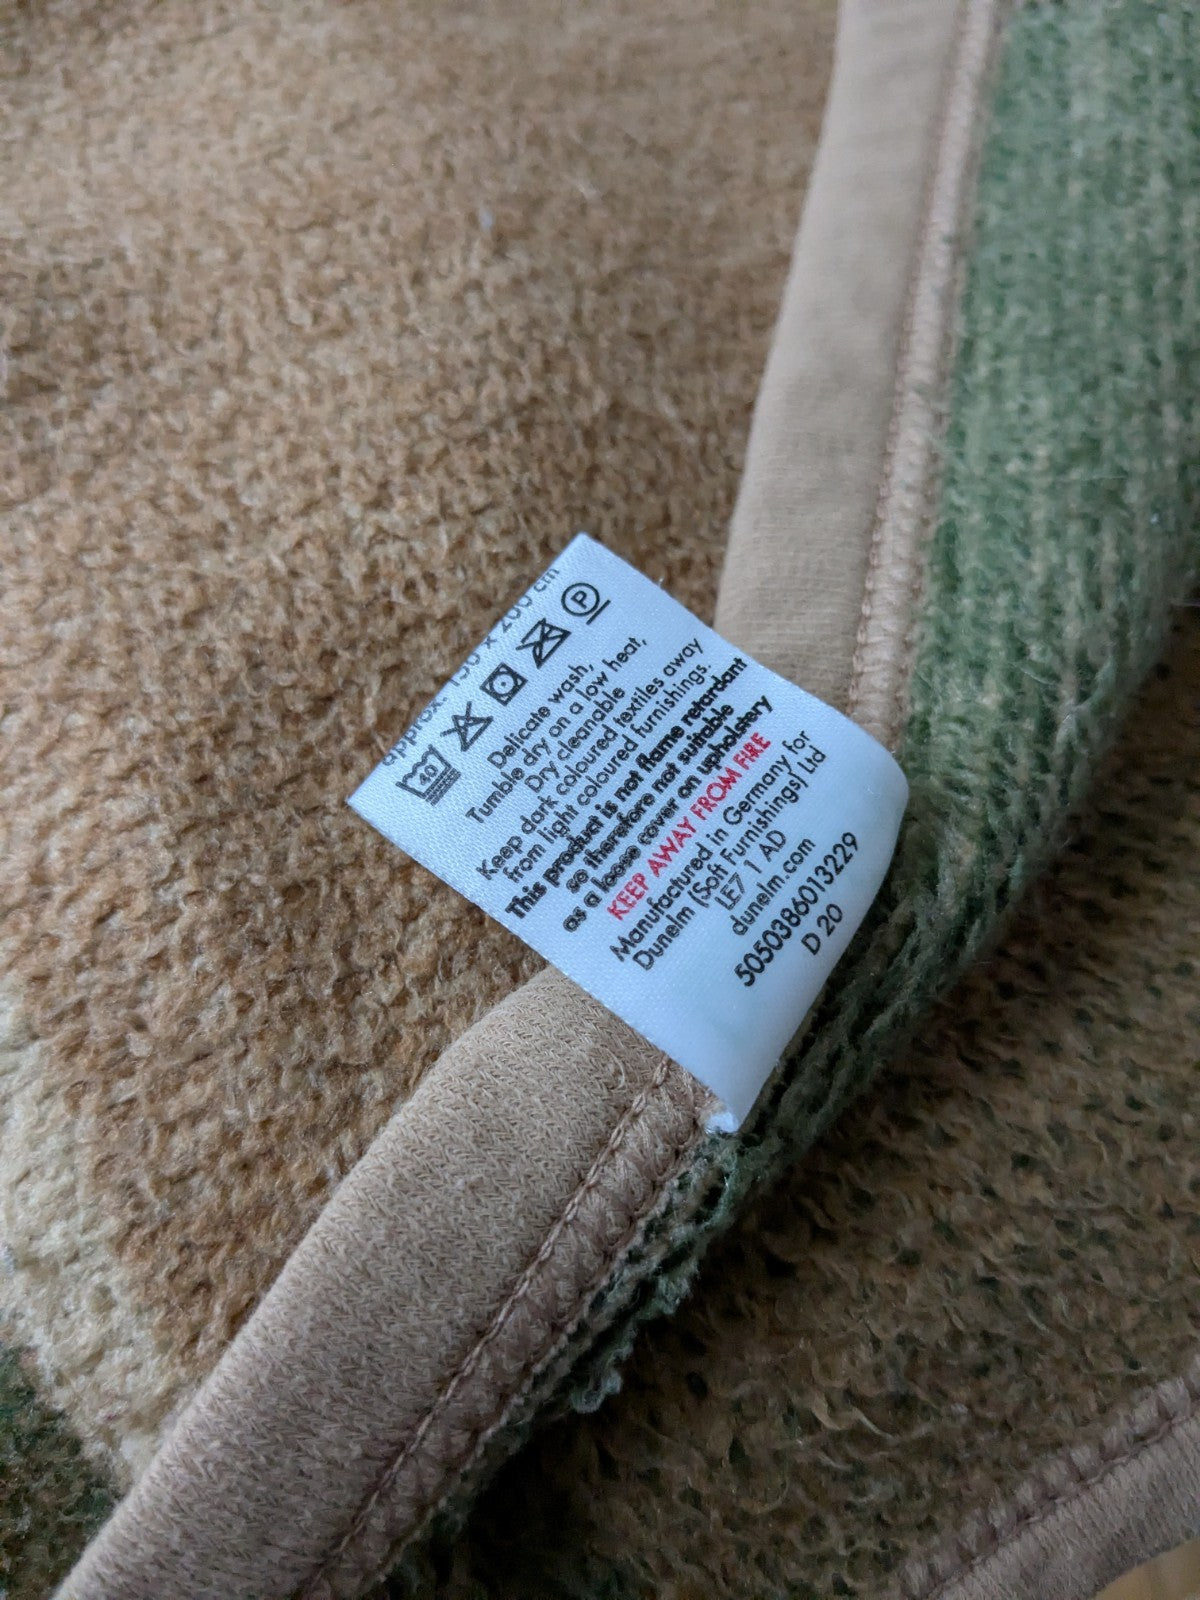 approx. 150 x 200 cm
40 P
Delicate wash,
Tumble dry on a low heat,
Dry cleanable
Keep dark coloured textiles away
from light coloured furnishings.
This product is not flame retardant
so therefore not suitable
as a loose cover on upholstery
KEEP AWAY FROM FIRE
Manufactured in Germany for
Dunelm (Soft Furnishings) Ltd
LE7 1 AD
dunelm.com
5050386013229
D 20